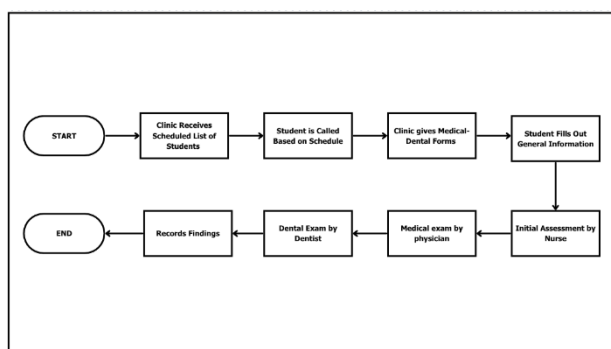 START
Clinic Receives
Scheduled List of
Students
Student is Called
Based on Schedule
Clinic gives Medical-
Dental Forms
Student Fills Out
General Information
Initial Assessment by
Nurse
Medical exam by
physician
Dental Exam by
Dentist
Records Findings
END